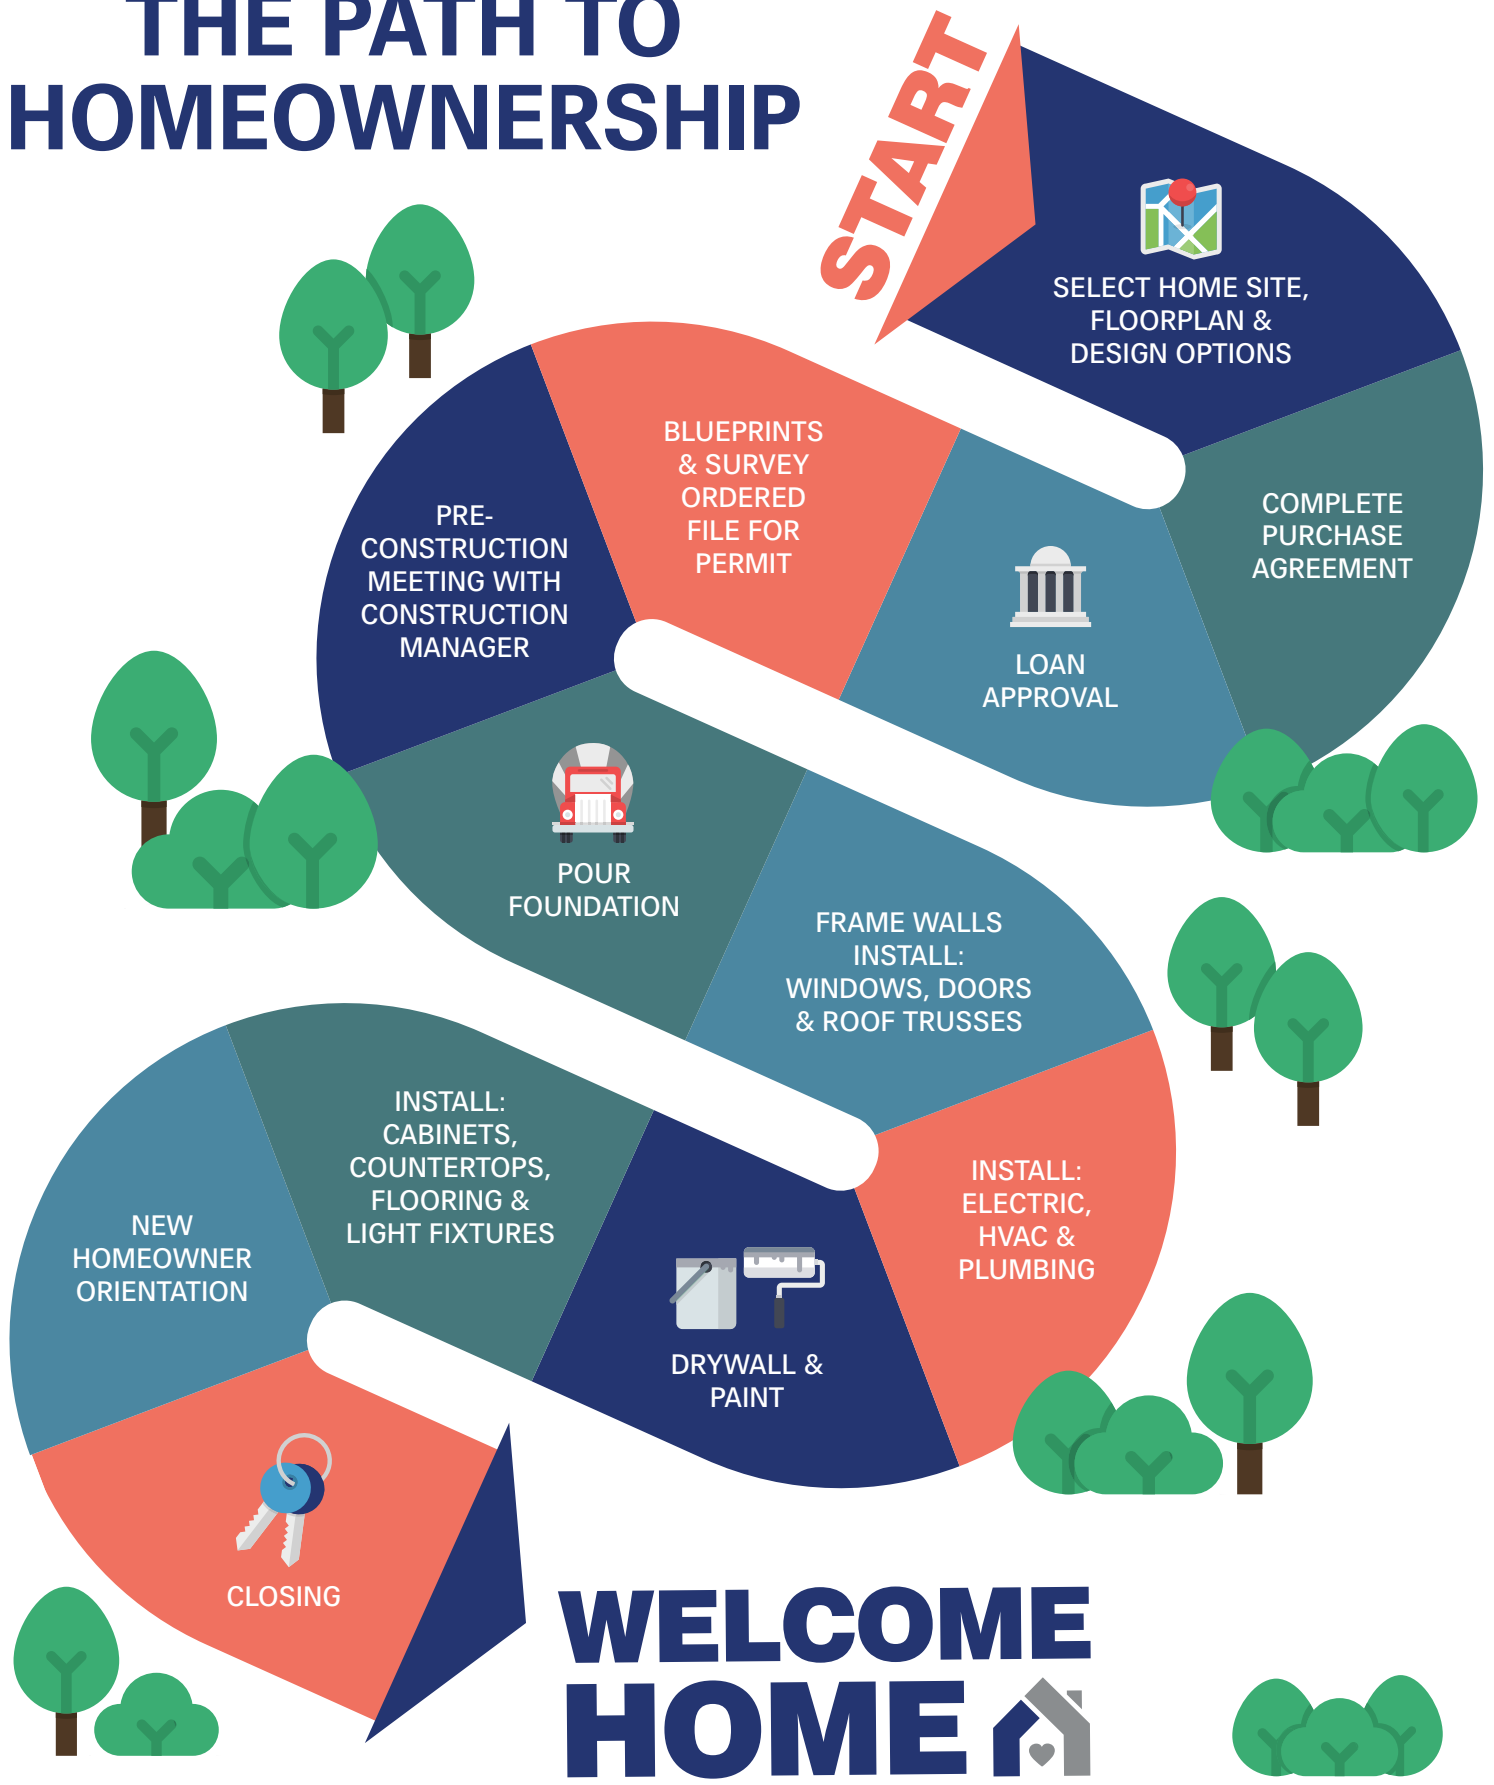 THE PATH TO
HOMEOWNERSHIP
START
SELECT HOME SITE,
FLOORPLAN &
DESIGN OPTIONS
COMPLETE
PURCHASE
AGREEMENT
LOAN
APPROVAL
BLUEPRINTS
& SURVEY
ORDERED
FILE FOR
PERMIT
PRE-
CONSTRUCTION
MEETING WITH
CONSTRUCTION
MANAGER
POUR
FOUNDATION
FRAME WALLS
INSTALL:
WINDOWS, DOORS
& ROOF TRUSSES
INSTALL:
ELECTRIC,
HVAC &
PLUMBING
DRYWALL &
PAINT
INSTALL:
CABINETS,
COUNTERTOPS,
FLOORING &
LIGHT FIXTURES
NEW
HOMEOWNER
ORIENTATION
CLOSING
WELCOME
HOME